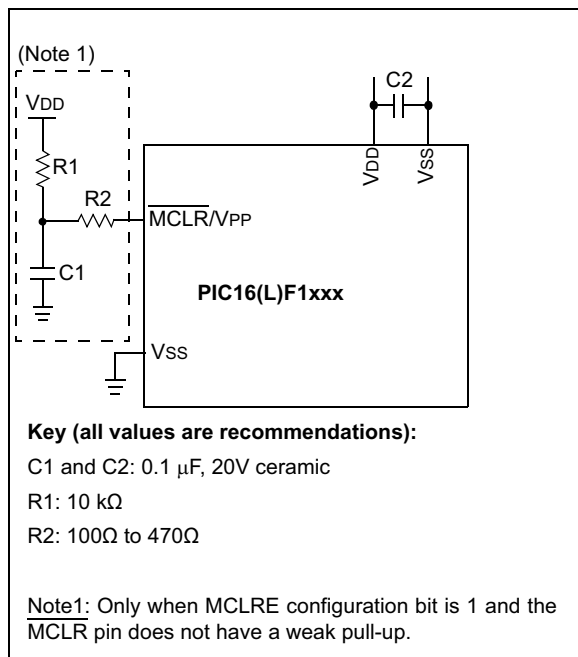 (Note 1)
VDD
R1
R2
C1
C2
VDD
VSS
MCLR/VPP
PIC16(L)F1xxx
VSS
Key (all values are recommendations):
C1 and C2: 0.1 μF, 20V ceramic
R1: 10 kΩ
R2: 100Ω to 470Ω
Note1: Only when MCLRE configuration bit is 1 and the
MCLR pin does not have a weak pull-up.